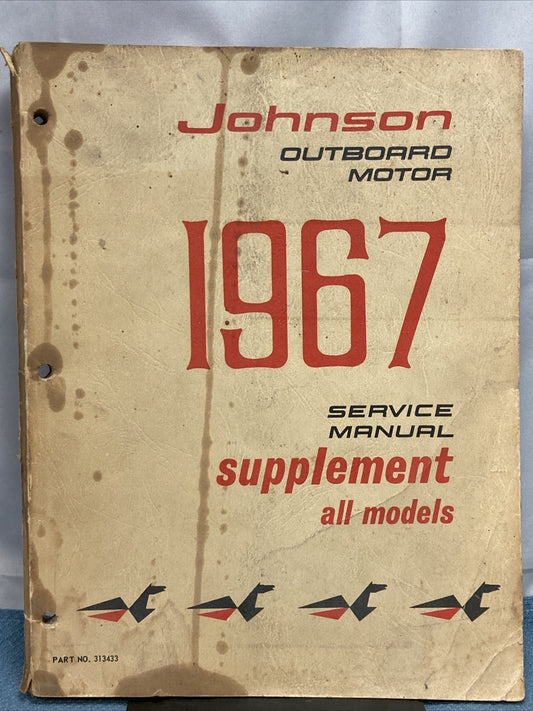 Johnson
OUTBOARD
MOTOR
1967
SERVICE
MANUAL
supplement
all models
PART NO. 313433